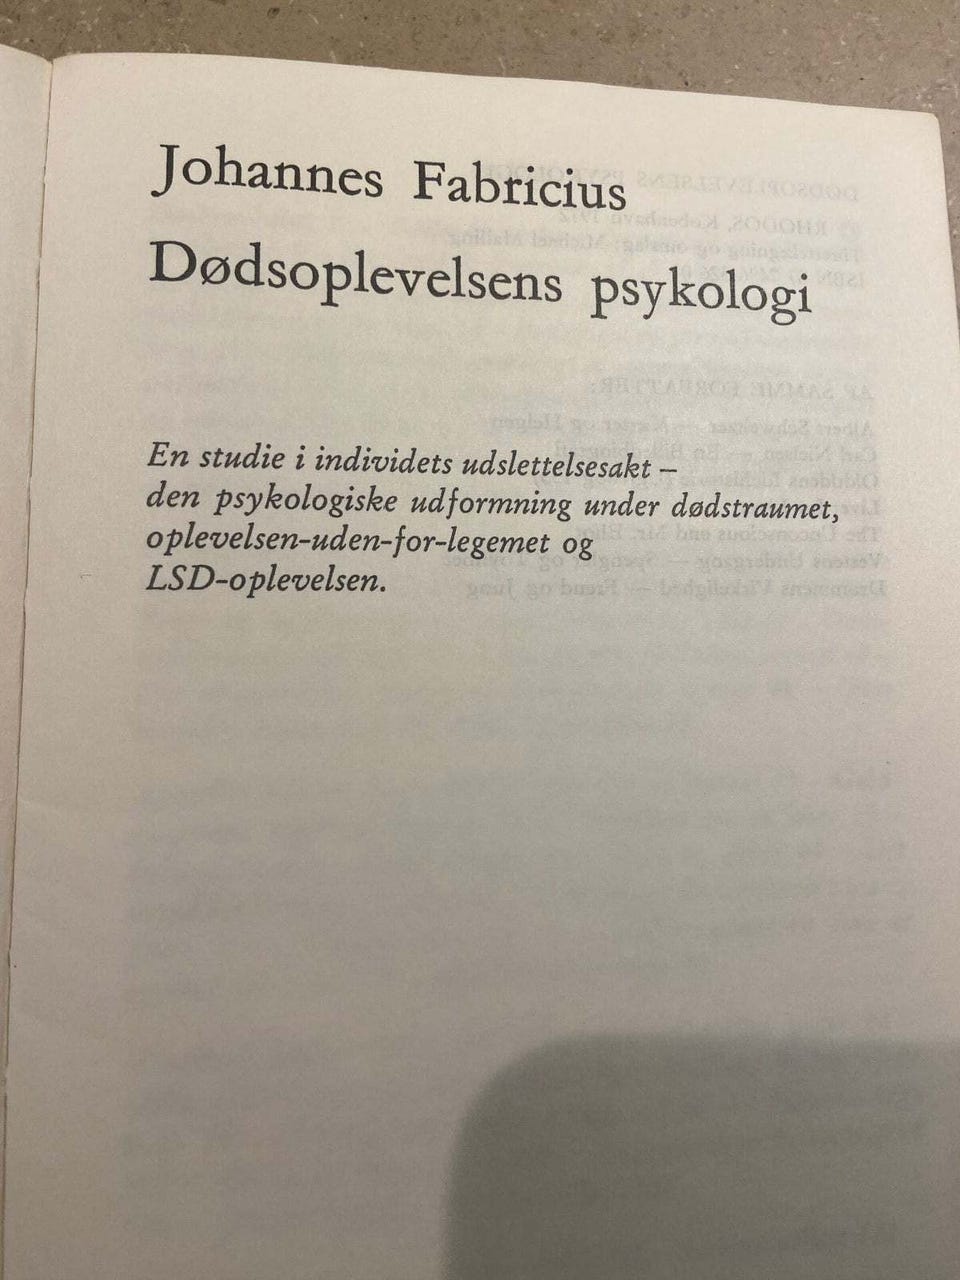 Johannes Fabricius
Dødsoplevelsens psykologi
En studie i individets udslettelsesakt –
den psykologiske udformning under dødstraumet,
oplevelsen-uden-for-legemet og
LSD-oplevelsen.